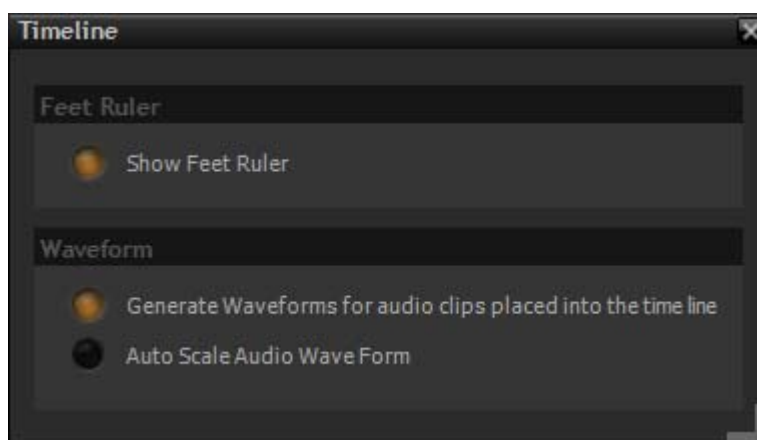 Timeline
Feet Ruler
Show Feet Ruler
Waveform
Generate Waveforms for audio clips placed into the time line
Auto Scale Audio Wave Form